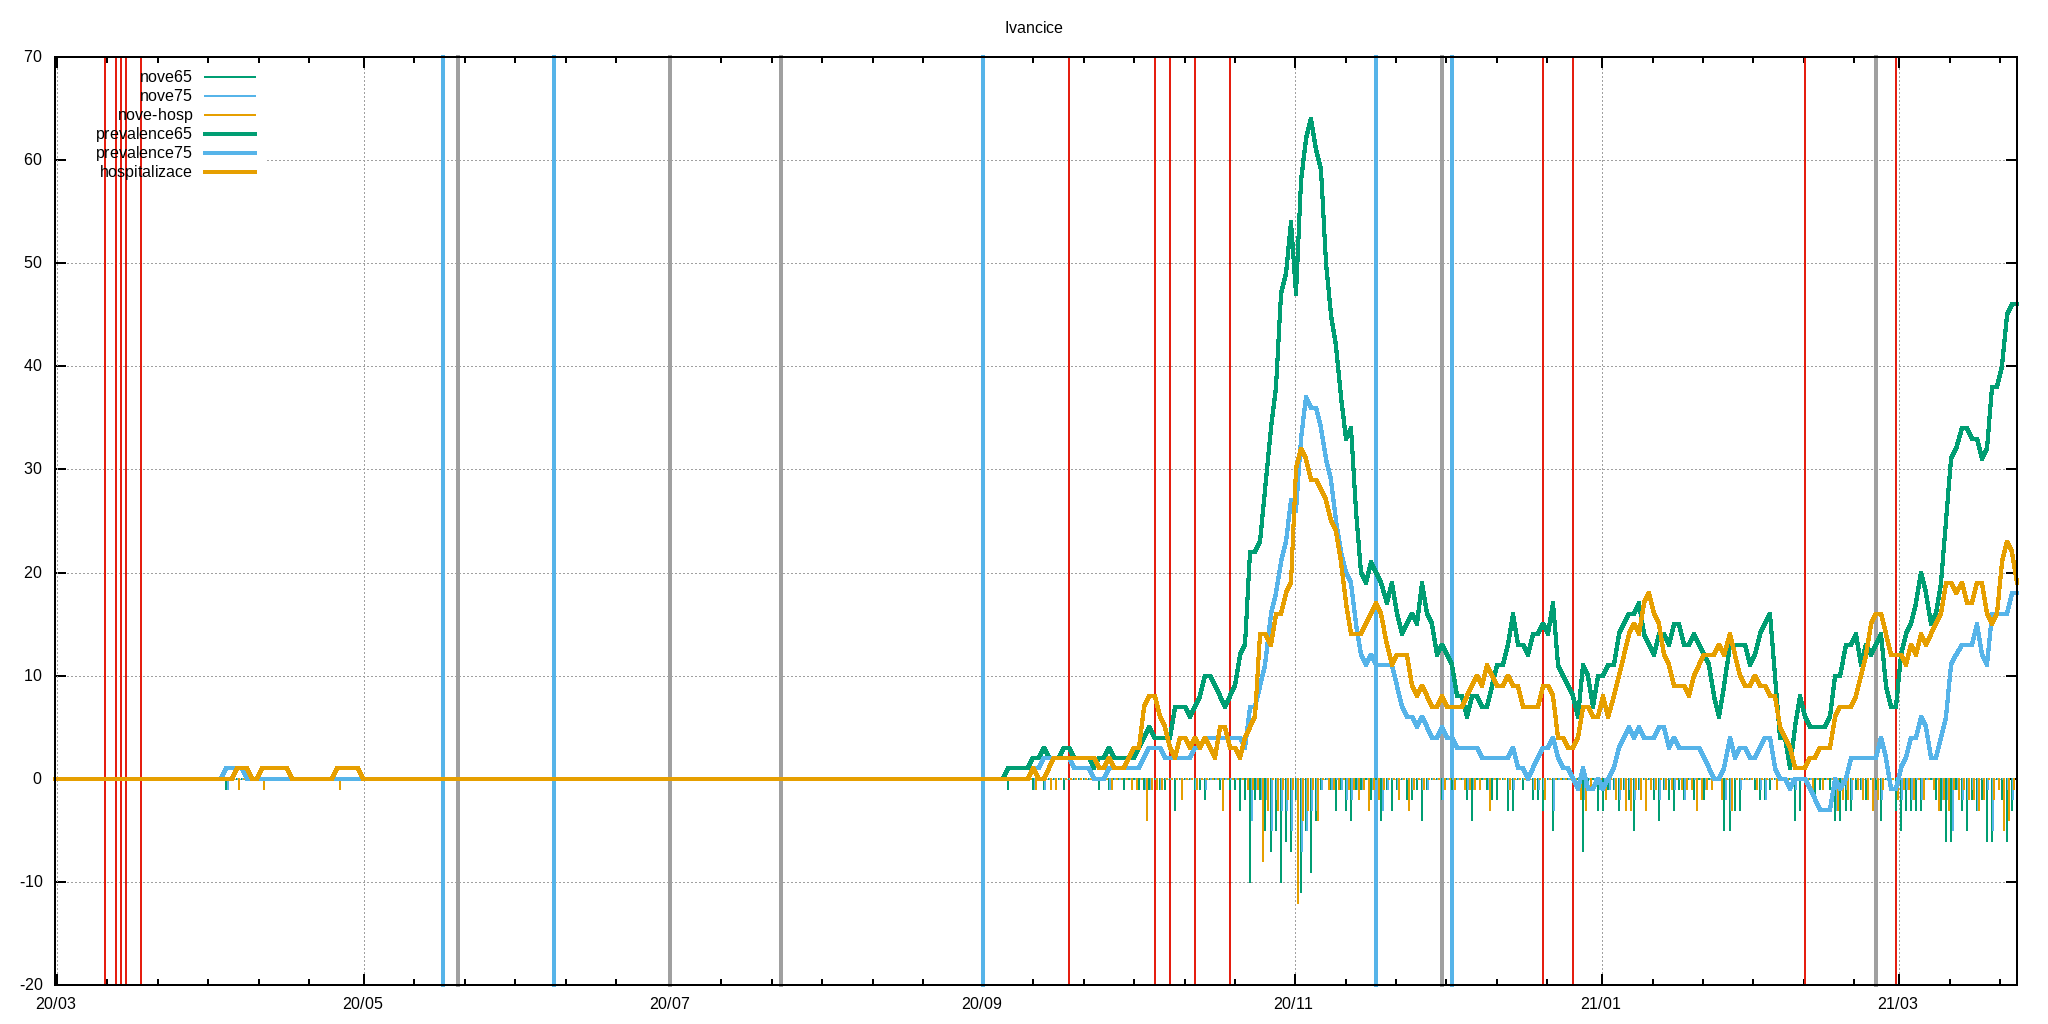 Ivancice
70
60
50
40
30
20
10
0
-10
-20
nove65
nove75
nove-hosp
prevalence65
prevalence75
hospitalizace
20/03 20/05 20/07 20/09 20/11 21/01 21/03